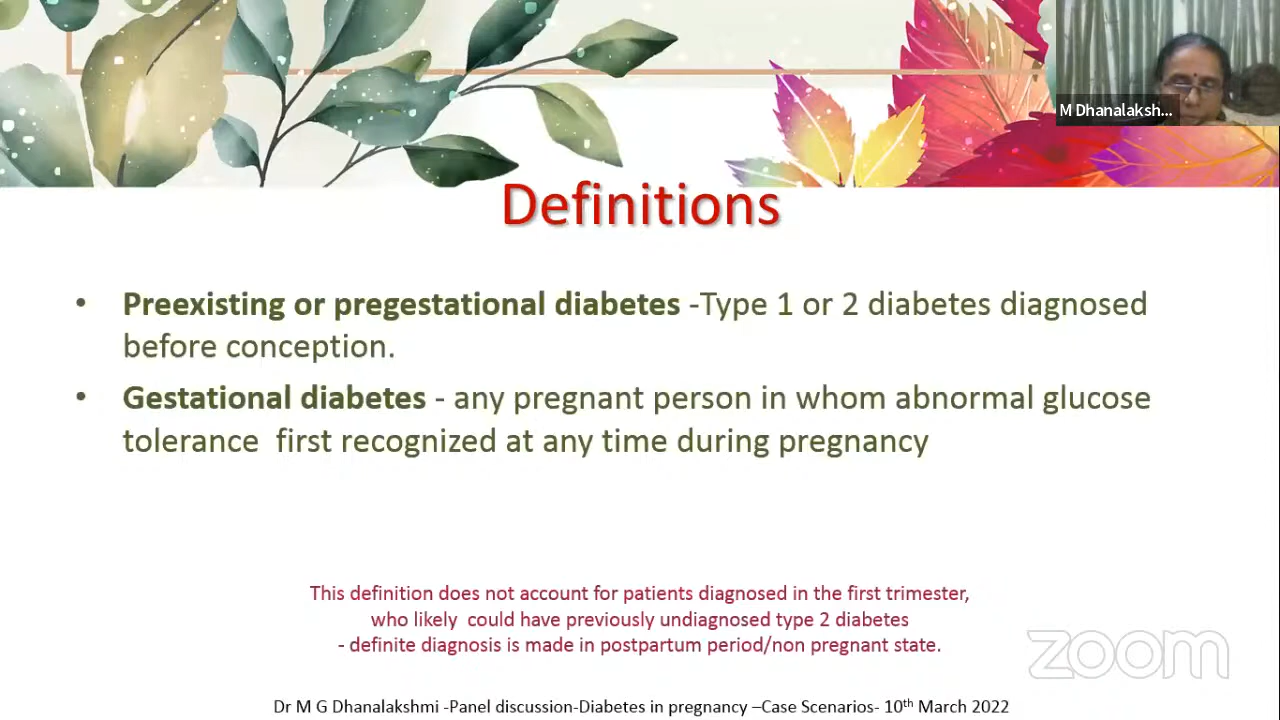 M Dhanalaksh...
Definitions
• Preexisting or pregestational diabetes -Type 1 or 2 diabetes diagnosed
before conception.
• Gestational diabetes - any pregnant person in whom abnormal glucose
tolerance first recognized at any time during pregnancy
This definition does not account for patients diagnosed in the first trimester,
who likely could have previously undiagnosed type 2 diabetes
- definite diagnosis is made in postpartum period/non pregnant state.
zoom
Dr M G Dhanalakshmi -Panel discussion-Diabetes in pregnancy –Case Scenarios- 10th March 2022